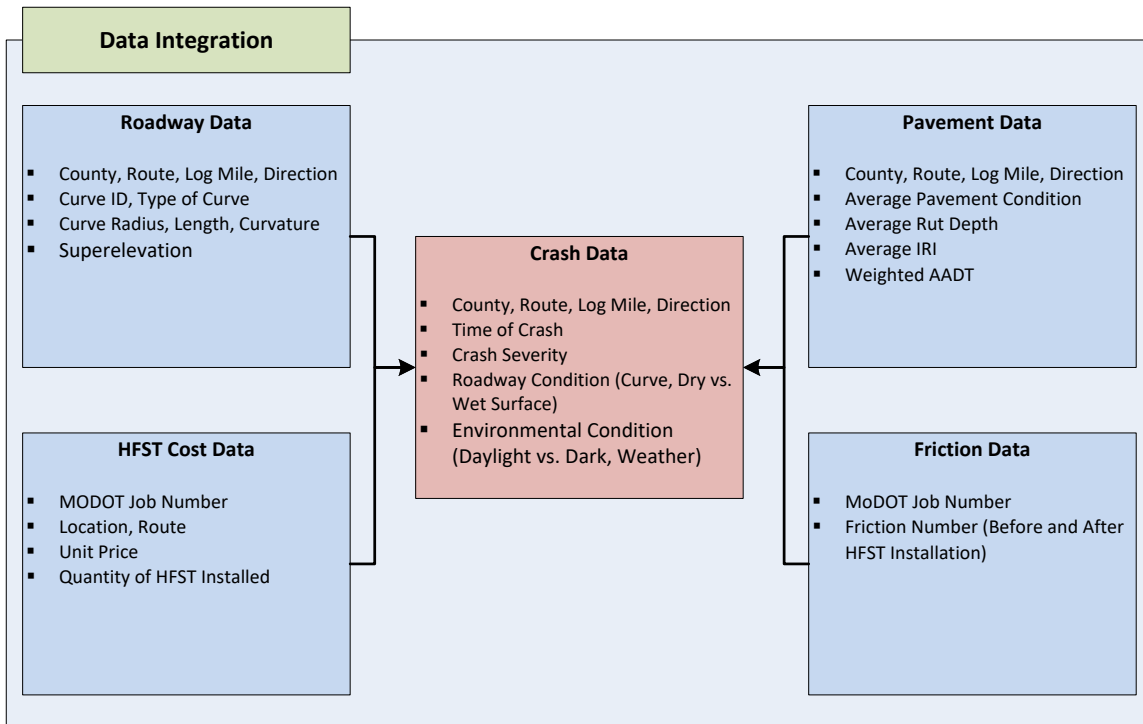 Data Integration
Roadway Data
▪ County, Route, Log Mile, Direction
▪ Curve ID, Type of Curve
▪ Curve Radius, Length, Curvature
▪ Superelevation
HFST Cost Data
▪ MODOT Job Number
▪ Location, Route
▪ Unit Price
▪ Quantity of HFST Installed
Crash Data
▪ County, Route, Log Mile, Direction
▪ Time of Crash
▪ Crash Severity
▪ Roadway Condition (Curve, Dry vs.
Wet Surface)
▪ Environmental Condition
(Daylight vs. Dark, Weather)
Pavement Data
▪ County, Route, Log Mile, Direction
▪ Average Pavement Condition
▪ Average Rut Depth
▪ Average IRI
▪ Weighted AADT
Friction Data
▪ MoDOT Job Number
▪ Friction Number (Before and After
HFST Installation)